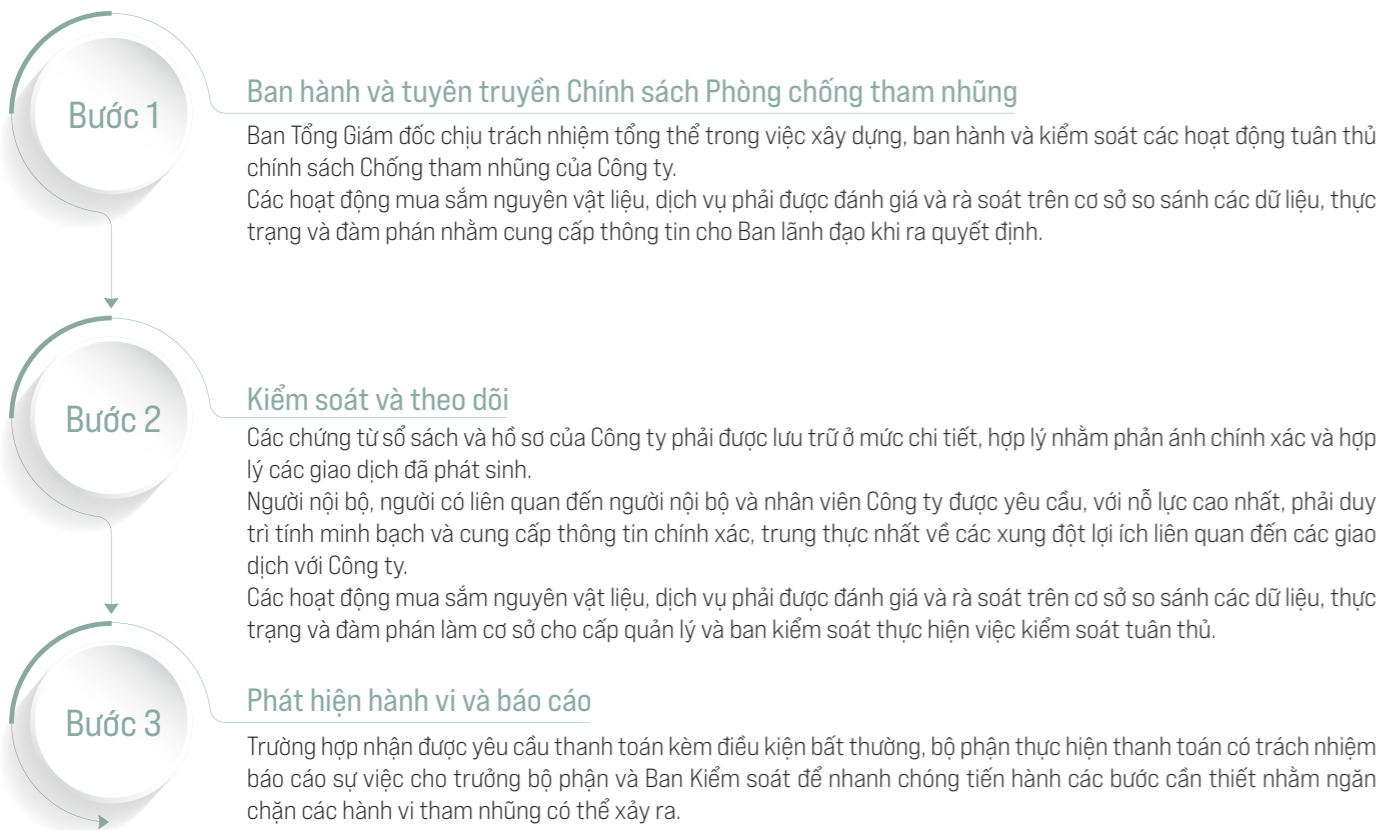 Bước 1
Ban hành và tuyên truyền Chính sách Phòng chống tham nhũng
Ban Tổng Giám đốc chịu trách nhiệm tổng thể trong việc xây dựng, ban hành và kiểm soát các hoạt động tuân thủ
chính sách Chống tham nhũng của Công ty.
Các hoạt động mua sắm nguyên vật liệu, dịch vụ phải được đánh giá và rà soát trên cơ sở so sánh các dữ liệu, thực
trạng và đàm phán nhằm cung cấp thông tin cho Ban lãnh đạo khi ra quyết định.
Bước 2
Kiểm soát và theo dõi
Các chứng từ sổ sách và hồ sơ của Công ty phải được lưu trữ ở mức chi tiết, hợp lý nhằm phản ánh chính xác và hợp
lý các giao dịch đã phát sinh.
Người nội bộ, người có liên quan đến người nội bộ và nhân viên Công ty được yêu cầu, với nỗ lực cao nhất, phải duy
trì tính minh bạch và cung cấp thông tin chính xác, trung thực nhất về các xung đột lợi ích liên quan đến các giao
dịch với Công ty.
Các hoạt động mua sắm nguyên vật liệu, dịch vụ phải được đánh giá và rà soát trên cơ sở so sánh các dữ liệu, thực
trạng và đàm phán làm cơ sở cho cấp quản lý và ban kiểm soát thực hiện việc kiểm soát tuân thủ.
Bước 3
Phát hiện hành vi và báo cáo
Trường hợp nhận được yêu cầu thanh toán kèm điều kiện bất thường, bộ phận thực hiện thanh toán có trách nhiệm
báo cáo sự việc cho trưởng bộ phận và Ban Kiểm soát để nhanh chóng tiến hành các bước cần thiết nhằm ngăn
chặn các hành vi tham nhũng có thể xảy ra.